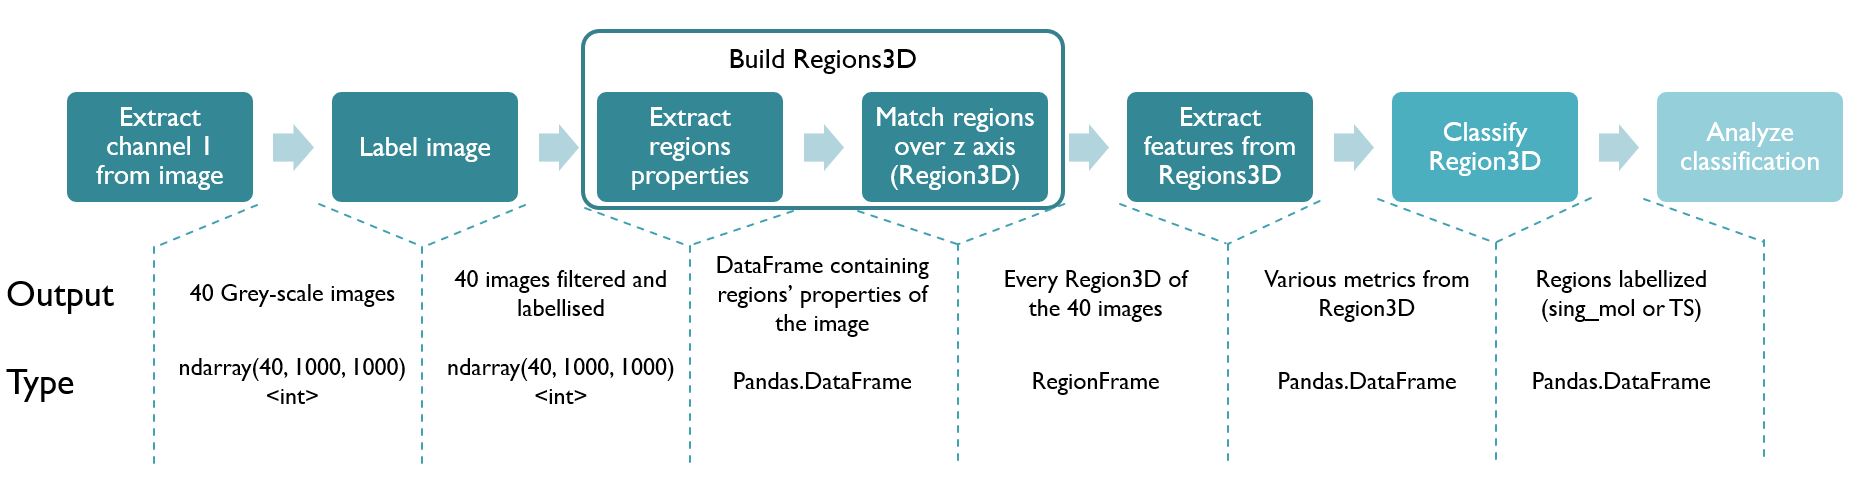 Build Regions3D
Extract
channel 1
from image
Label image
Extract
regions
properties
Match regions
over z axis
(Region3D)
Extract
features from
Regions3D
Classify
Region3D
Analyze
classification
Output
40 Grey-scale images
40 images filtered and
labellised
DataFrame containing
regions’ properties of
the image
Every Region3D of
the 40 images
Various metrics from
Region3D
Regions labellized
(sing_mol or TS)
Type
ndarray(40, 1000, 1000)
<int>
ndarray(40, 1000, 1000)
<int>
Pandas.DataFrame
RegionFrame
Pandas.DataFrame
Pandas.DataFrame